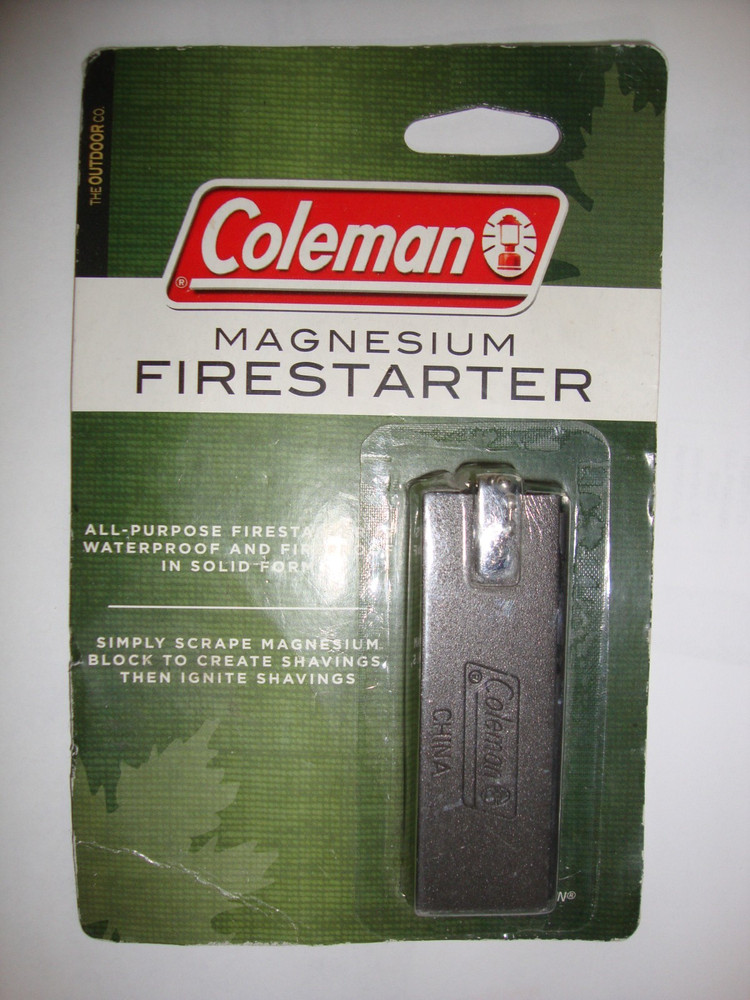 THE OUTDOOR CO.
Coleman
®
MAGNESIUM
FIRESTARTER
ALL-PURPOSE
WATERPROOF AND
IN SOLID FORM
SIMPLY SCRAPE MAGNESIUM
BLOCK TO CREATE SHAVINGS,
THEN IGNITE SHAVINGS
Coleman
®
CHINA